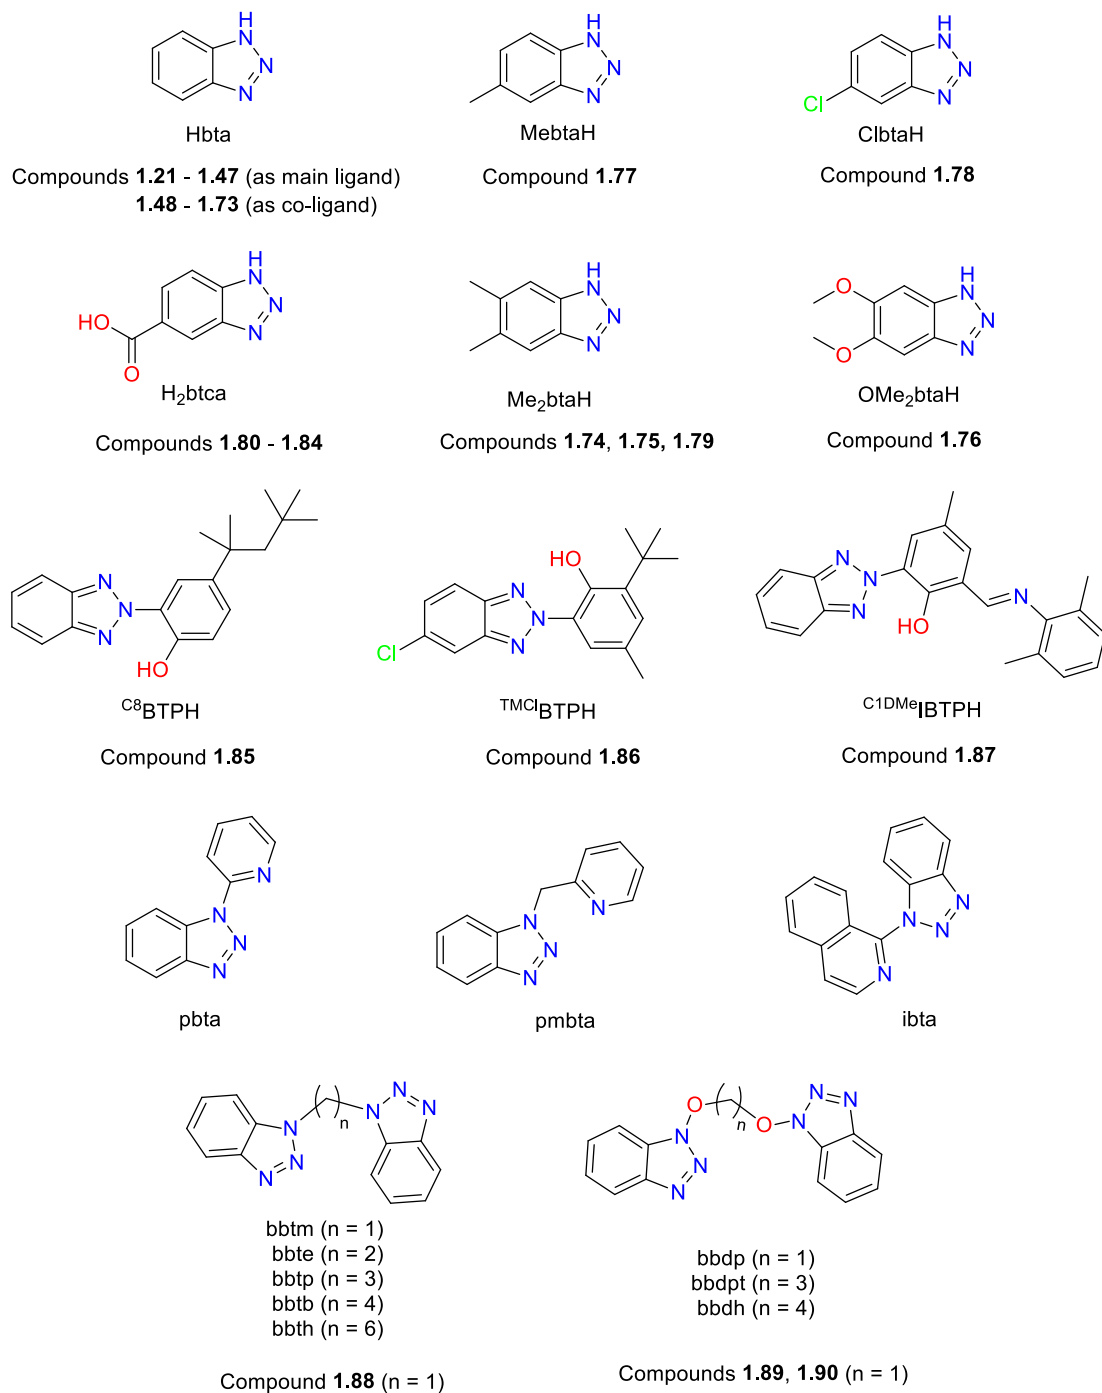 Hbta
MebtaH
ClbtaH
Compounds 1.21 - 1.47 (as main ligand)
1.48 - 1.73 (as co-ligand)
Compound 1.77
Compound 1.78
H₂btca
Me₂btaH
OMe₂btaH
Compounds 1.80 - 1.84
Compounds 1.74, 1.75, 1.79
Compound 1.76
C8BTPH
TMClBTPH
C1DMeIBTPH
Compound 1.85
Compound 1.86
Compound 1.87
pbta
pmbta
ibta
bbtm (n = 1)
bbte (n = 2)
bbtp (n = 3)
bbtb (n = 4)
bbth (n = 6)
bbdp (n = 1)
bbdpt (n = 3)
bbdh (n = 4)
Compound 1.88 (n = 1)
Compounds 1.89, 1.90 (n = 1)